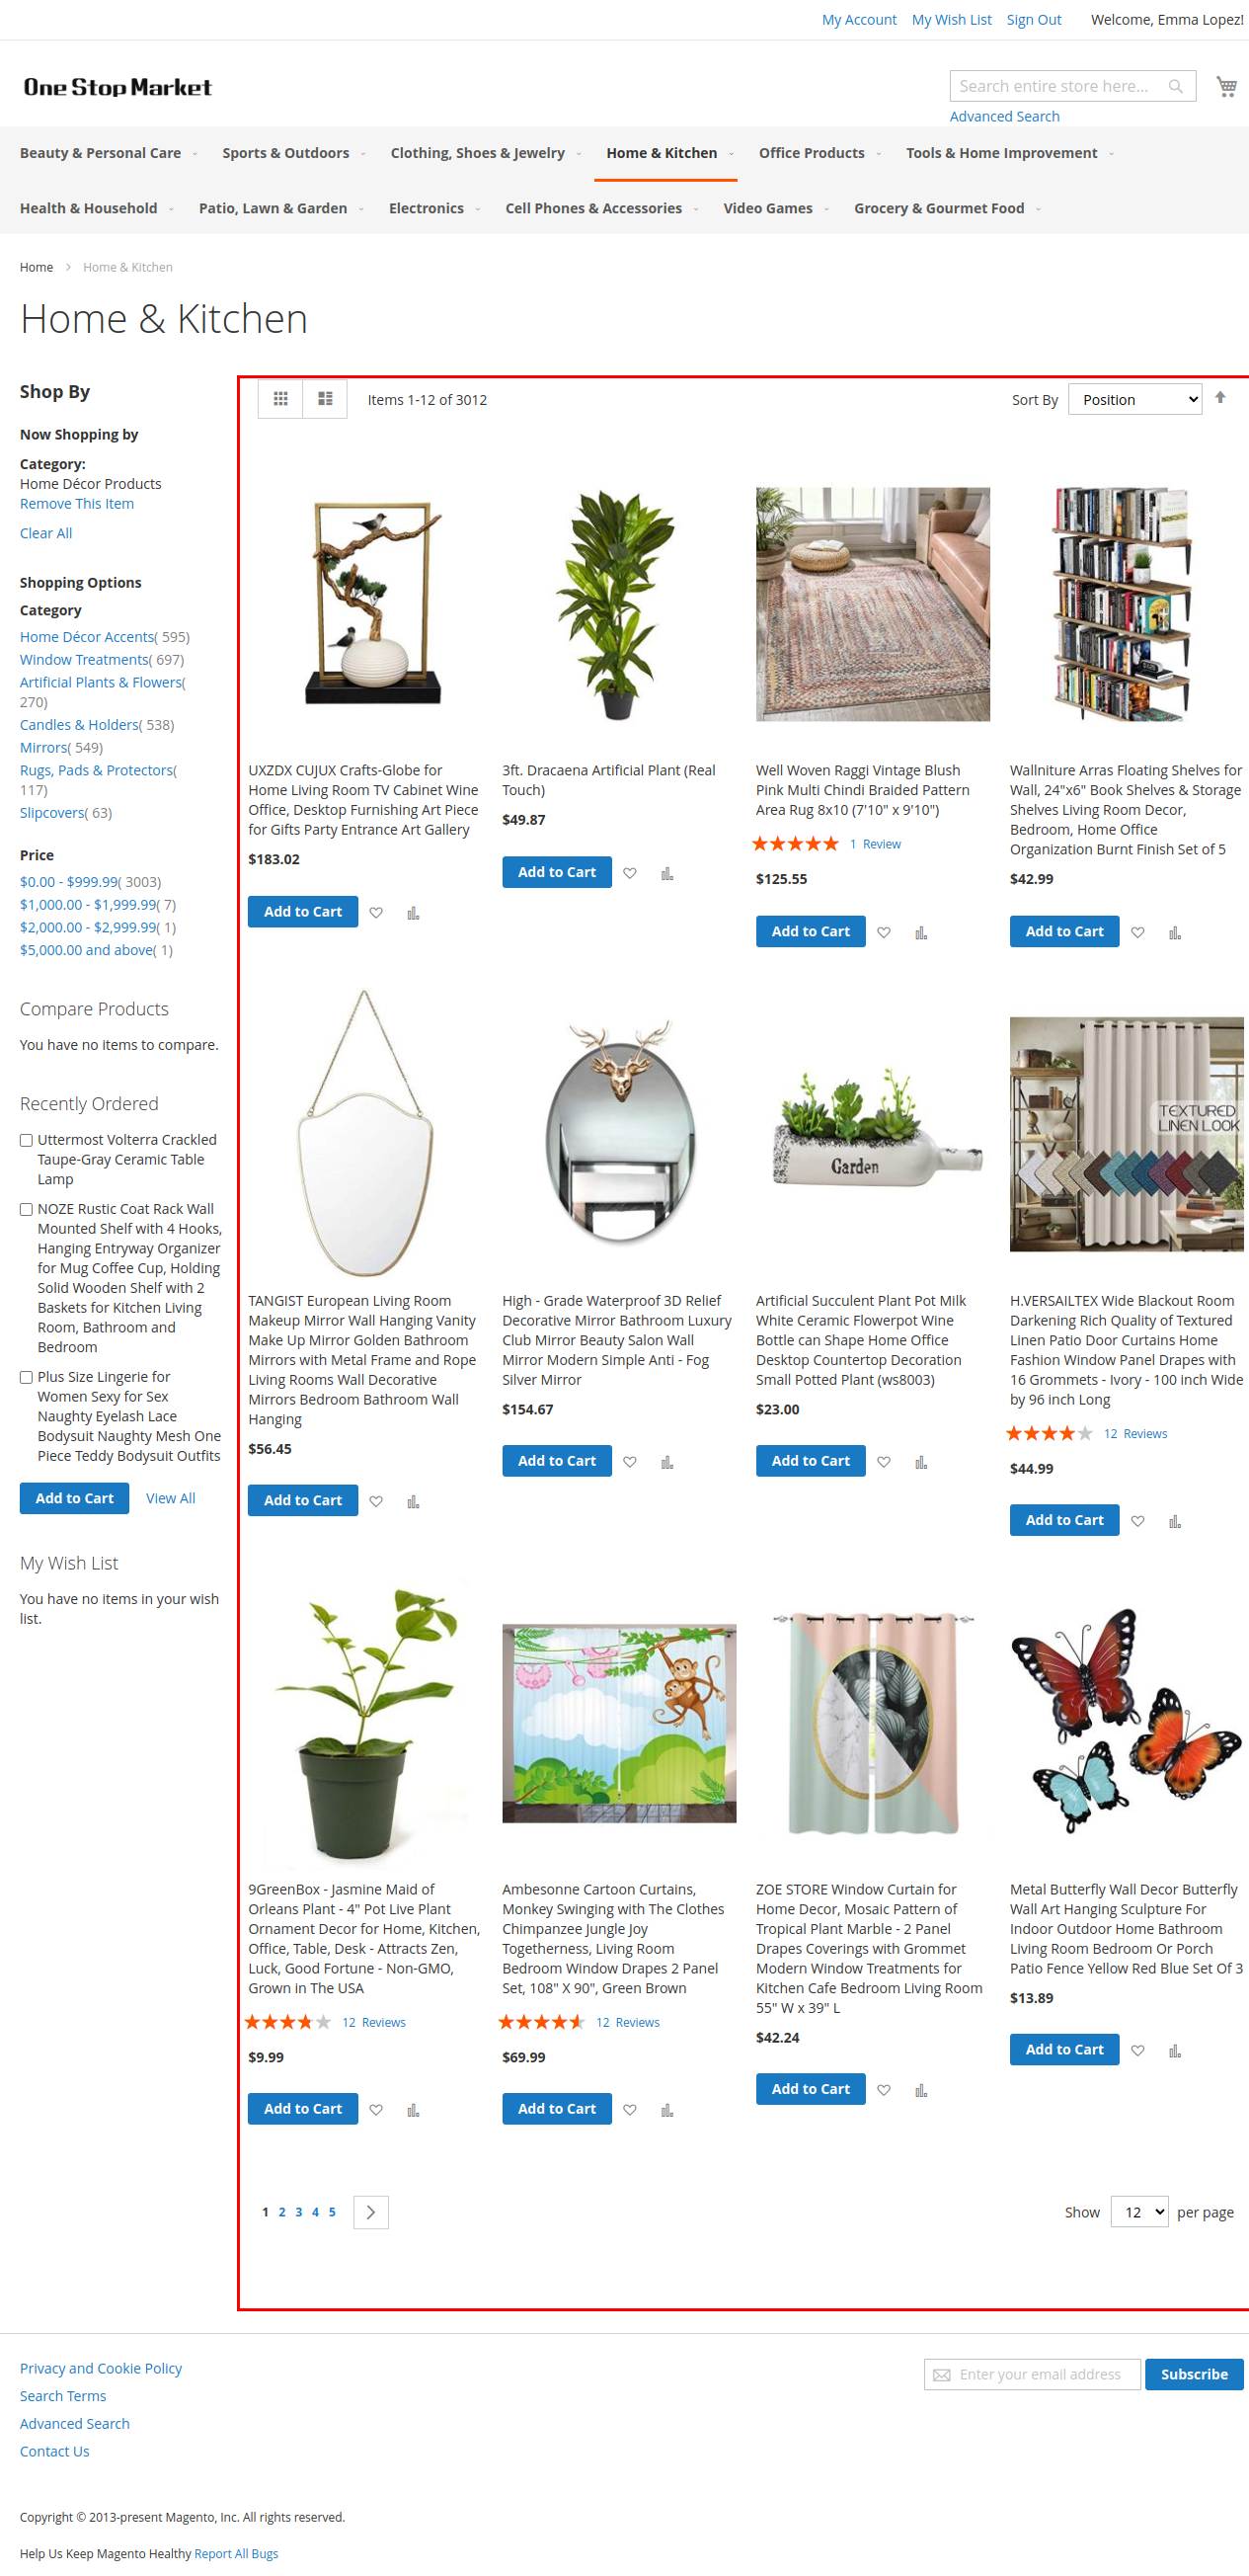 My Account My Wish List Sign Out Welcome, Emma Lopez!
One Stop Market
Search entire store here...
Advanced Search
Beauty & Personal Care Sports & Outdoors Clothing, Shoes & Jewelry Home & Kitchen Office Products Tools & Home Improvement
Health & Household Patio, Lawn & Garden Electronics Cell Phones & Accessories Video Games Grocery & Gourmet Food
Home Home & Kitchen
Home & Kitchen
Shop By
Now Shopping by
Category:
Home Décor Products
Remove This Item
Clear All
Shopping Options
Category
Home Décor Accents( 595)
Window Treatments( 697)
Artificial Plants & Flowers(
270)
Candles & Holders( 538)
Mirrors( 549)
Rugs, Pads & Protectors(
117)
Slipcovers( 63)
Price
$0.00 - $999.99( 3003)
$1,000.00 - $1,999.99( 7)
$2,000.00 - $2,999.99( 1)
$5,000.00 and above( 1)
Compare Products
You have no items to compare.
Recently Ordered
Uttermost Volterra Crackled
Taupe-Gray Ceramic Table
Lamp
NOZE Rustic Coat Rack Wall
Mounted Shelf with 4 Hooks,
Hanging Entryway Organizer
for Mug Coffee Cup, Holding
Solid Wooden Shelf with 2
Baskets for Kitchen Living
Room, Bathroom and
Bedroom
Plus Size Lingerie for
Women Sexy for Sex
Naughty Eyelash Lace
Bodysuit Naughty Mesh One
Piece Teddy Bodysuit Outfits
Add to Cart View All
My Wish List
You have no items in your wish
list.
Items 1-12 of 3012
Sort By Position
UXZDX CUJUX Crafts-Globe for
Home Living Room TV Cabinet Wine
Office, Desktop Furnishing Art Piece
for Gifts Party Entrance Art Gallery
$183.02
Add to Cart
3ft. Dracaena Artificial Plant (Real
Touch)
$49.87
Add to Cart
Well Woven Raggi Vintage Blush
Pink Multi Chindi Braided Pattern
Area Rug 8x10 (7'10" x 9'10")
1 Review
$125.55
Add to Cart
Wallniture Arras Floating Shelves for
Wall, 24"x6" Book Shelves & Storage
Shelves Living Room Decor,
Bedroom, Home Office
Organization Burnt Finish Set of 5
$42.99
Add to Cart
TANGIST European Living Room
Makeup Mirror Wall Hanging Vanity
Make Up Mirror Golden Bathroom
Mirrors with Metal Frame and Rope
Living Rooms Wall Decorative
Mirrors Bedroom Bathroom Wall
Hanging
$56.45
Add to Cart
High - Grade Waterproof 3D Relief
Decorative Mirror Bathroom Luxury
Club Mirror Beauty Salon Wall
Mirror Modern Simple Anti - Fog
Silver Mirror
$154.67
Add to Cart
Garden
Artificial Succulent Plant Pot Milk
White Ceramic Flowerpot Wine
Bottle can Shape Home Office
Desktop Countertop Decoration
Small Potted Plant (ws8003)
$23.00
Add to Cart
TEXTURED
LINEN LOOK
H.VERSAILTEX Wide Blackout Room
Darkening Rich Quality of Textured
Linen Patio Door Curtains Home
Fashion Window Panel Drapes with
16 Grommets - Ivory - 100 inch Wide
by 96 inch Long
12 Reviews
$44.99
Add to Cart
9GreenBox - Jasmine Maid of
Orleans Plant - 4" Pot Live Plant
Ornament Decor for Home, Kitchen,
Office, Table, Desk - Attracts Zen,
Luck, Good Fortune - Non-GMO,
Grown in The USA
12 Reviews
$9.99
Add to Cart
Ambesonne Cartoon Curtains,
Monkey Swinging with The Clothes
Chimpanzee Jungle Joy
Togetherness, Living Room
Bedroom Window Drapes 2 Panel
Set, 108" X 90", Green Brown
12 Reviews
$69.99
Add to Cart
ZOE STORE Window Curtain for
Home Decor, Mosaic Pattern of
Tropical Plant Marble - 2 Panel
Drapes Coverings with Grommet
Modern Window Treatments for
Kitchen Cafe Bedroom Living Room
55" W x 39" L
$42.24
Add to Cart
Metal Butterfly Wall Decor Butterfly
Wall Art Hanging Sculpture For
Indoor Outdoor Home Bathroom
Living Room Bedroom Or Porch
Patio Fence Yellow Red Blue Set Of 3
$13.89
Add to Cart
1 2 3 4 5
Show 12 per page
Privacy and Cookie Policy
Search Terms
Advanced Search
Contact Us
Enter your email address Subscribe
Copyright © 2013-present Magento, Inc. All rights reserved.
Help Us Keep Magento Healthy Report All Bugs